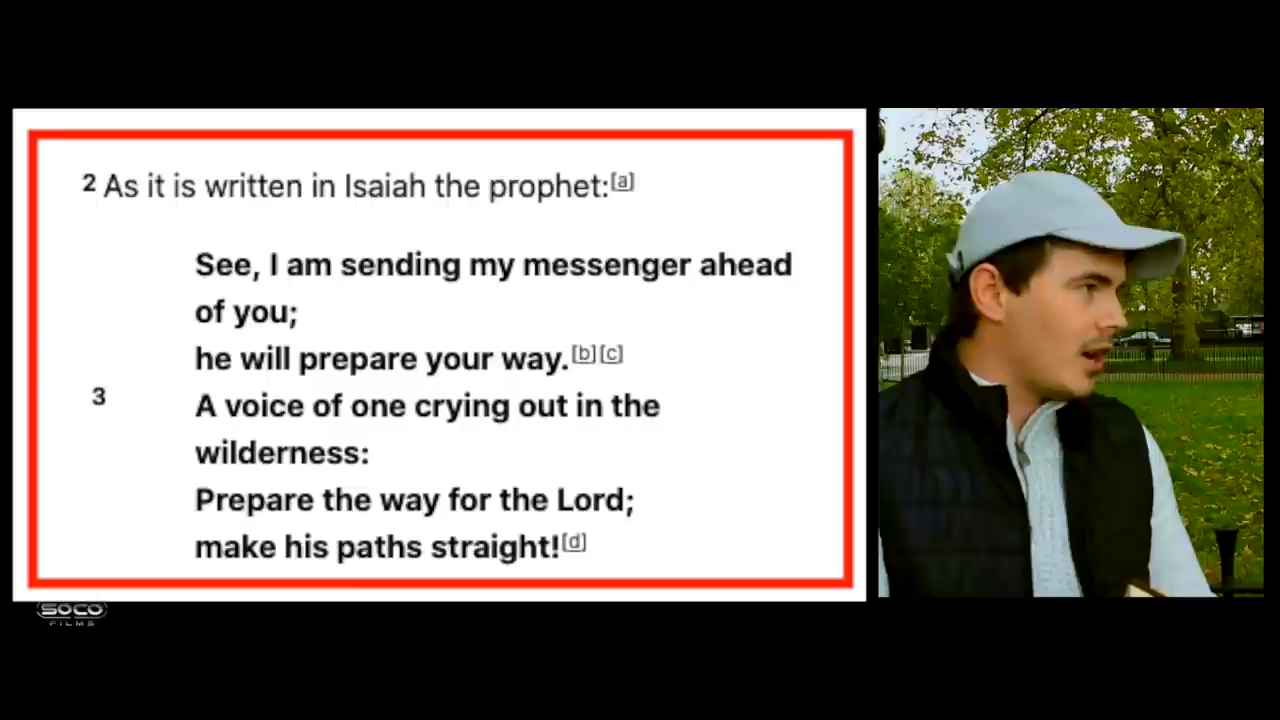 2 As it is written in Isaiah the prophet:[a]
See, I am sending my messenger ahead
of you;
he will prepare your way.[b][c]
3 A voice of one crying out in the
wilderness:
Prepare the way for the Lord;
make his paths straight![d]
SOCO
FILMS